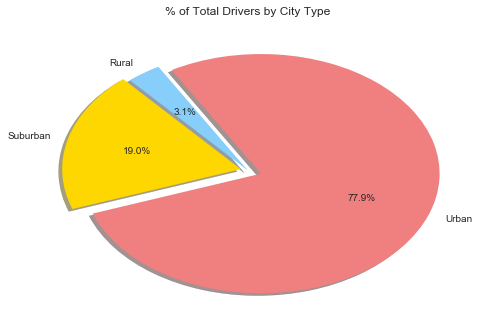 % of Total Drivers by City Type
Rural
3.1%
Suburban
19.0%
77.9%
Urban